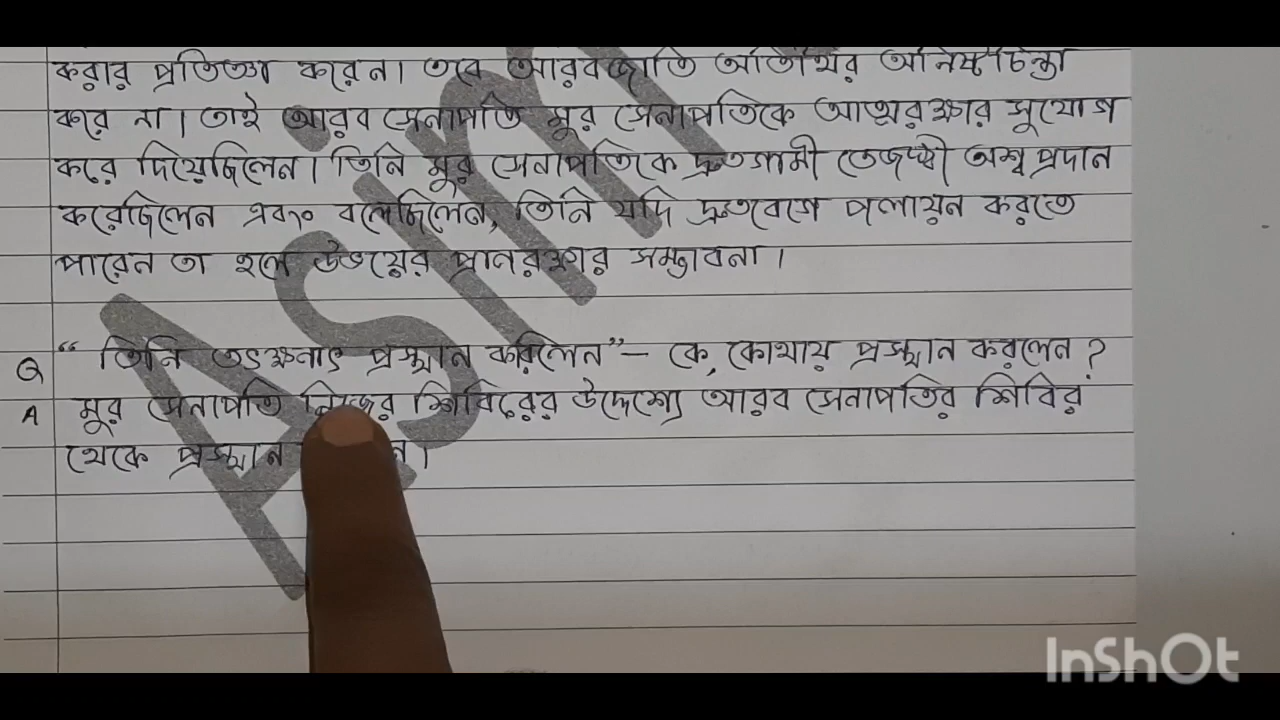 করার প্রতিজ্ঞা করেন। তবে আরবজাতি অতিথির অনিষ্টচিন্তা
করে না। তাই আরব সেনাপতি মুর সেনাপতিকে আত্মরক্ষার সুযোগ
করে দিয়েছিলেন। তিনি মুর সেনাপতিকে দ্রুতগামী তেজস্বী অশ্ব প্রদান
করেছিলেন এবং বলেছিলেন, তিনি যদি দ্রুতবেগে পলায়ন করতে
পারেন তা হলে উভয়ের প্রানরক্ষার সম্ভাবনা।
Q "তিনি তৎক্ষনাৎ প্রস্থান করিলেন" – কে, কোথায় প্রস্থান করলেন?
A মুর সেনাপতি নিজের শিবিরের উদ্দেশ্যে আরব সেনাপতির শিবির
থেকে প্রস্থান ন।
Asim
InShOt